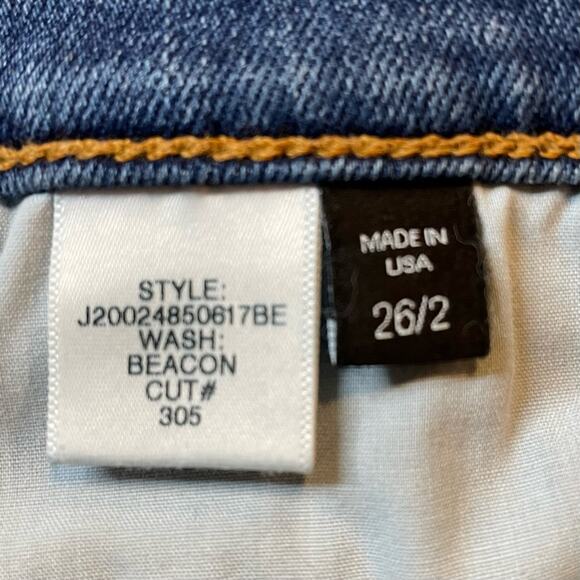 STYLE:
J20024850617BE
WASH:
BEACON
CUT#
305
MADE IN
USA
26/2